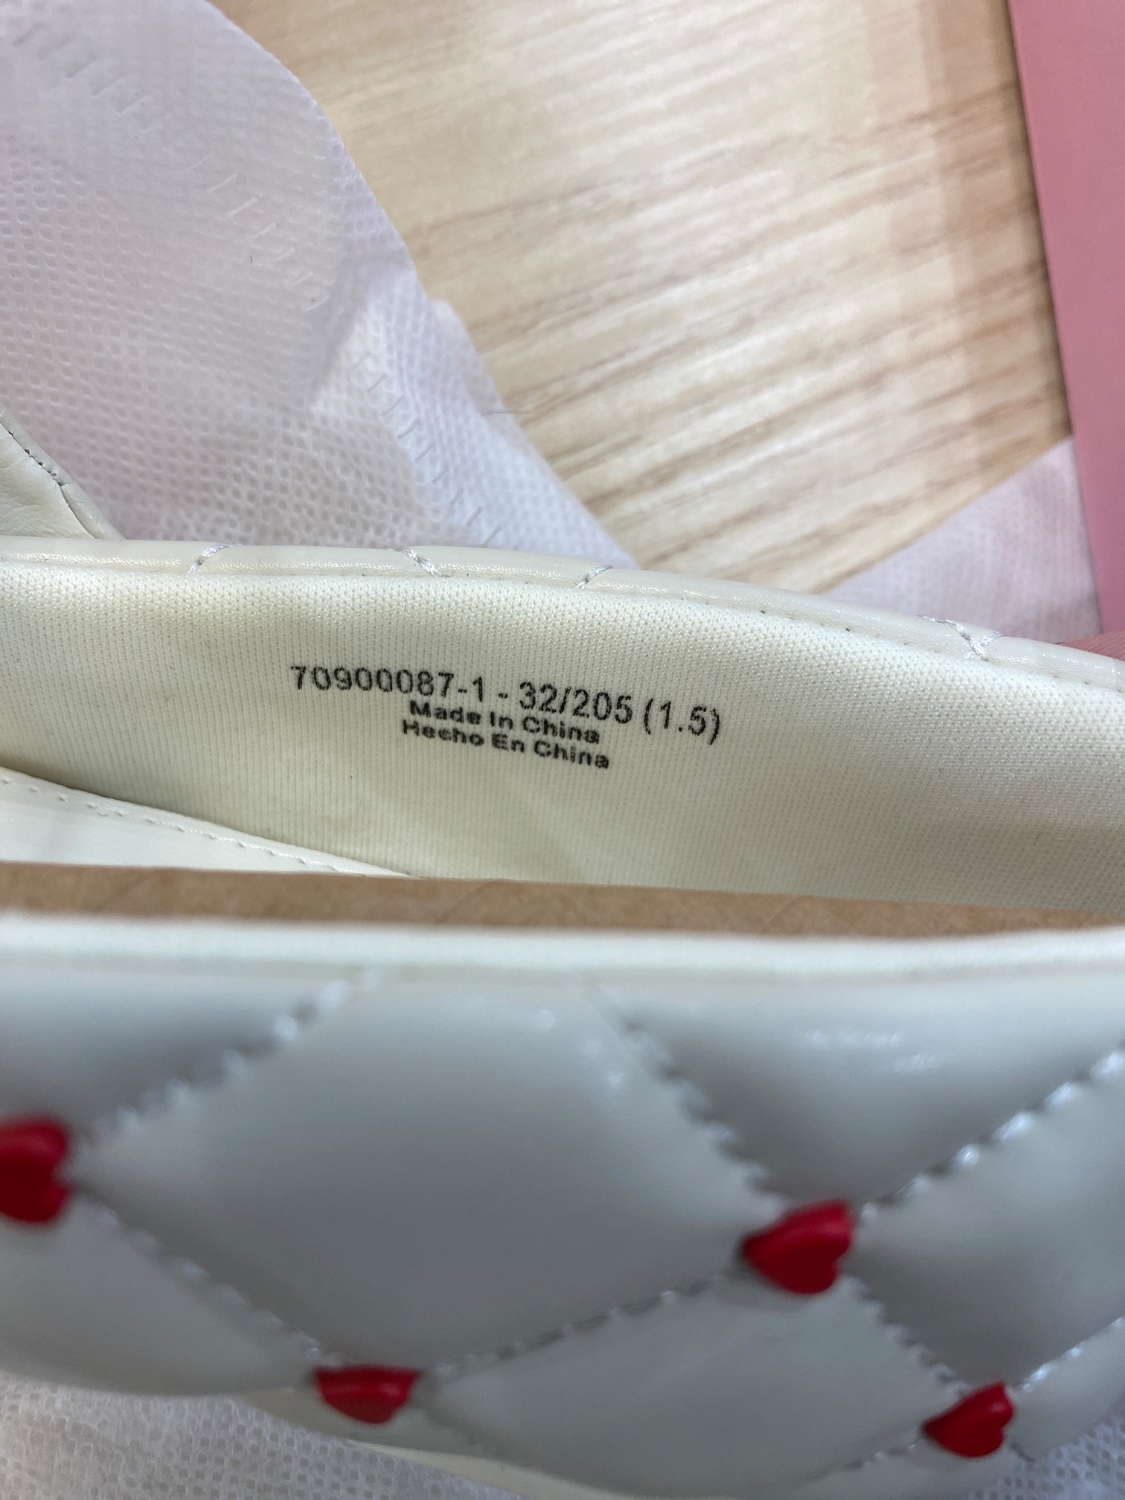 70900087-1 - 32/205 (1.5)
Made In China
Hecho En China